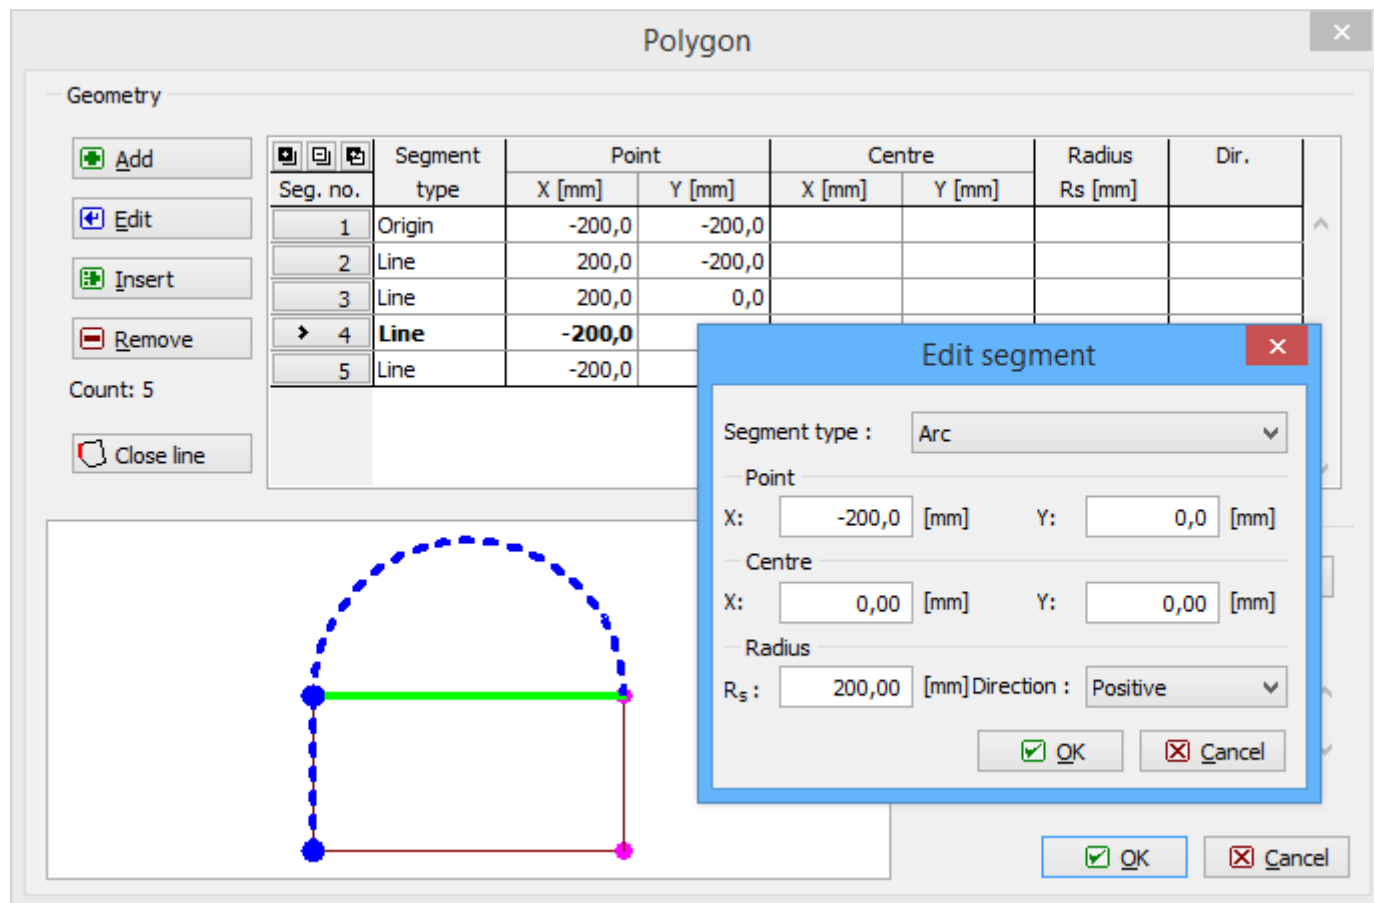 Polygon
Geometry
Add
Edit
Insert
Remove
Count: 5
Close line
Segment Point Centre Radius Dir.
Seg. no. type X [mm] Y [mm] X [mm] Y [mm] Rs [mm]
1 Origin -200,0 -200,0
2 Line 200,0 -200,0
3 Line 200,0 0,0
4 Line -200,0
5 Line -200,0
Edit segment
Segment type : Arc
Point
X: -200,0 [mm] Y: 0,0 [mm]
Centre
X: 0,00 [mm] Y: 0,00 [mm]
Radius
Rs : 200,00 [mm] Direction : Positive
OK Cancel
OK Cancel